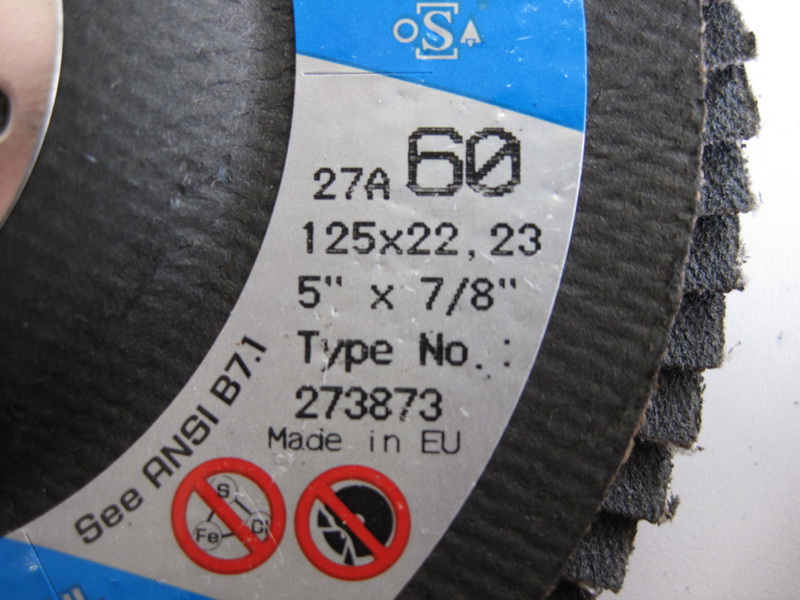 oSa
27A 60
125x22,23
5" x 7/8"
Type No.:
273873
Made in EU
See ANSI B7.1
S
Fe Cl